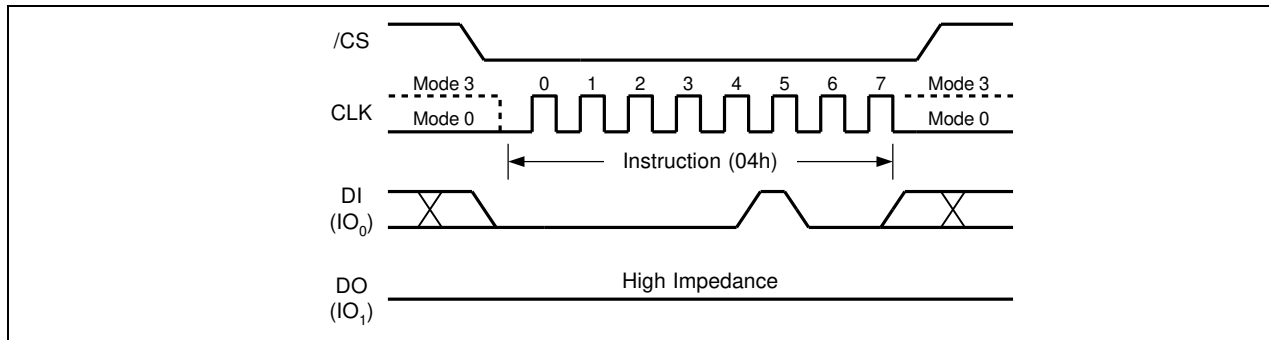 /CS
Mode 3 0 1 2 3 4 5 6 7 Mode 3
CLK
Mode 0 Mode 0
Instruction (04h)
DI
(IO₀)
High Impedance
DO
(IO₁)